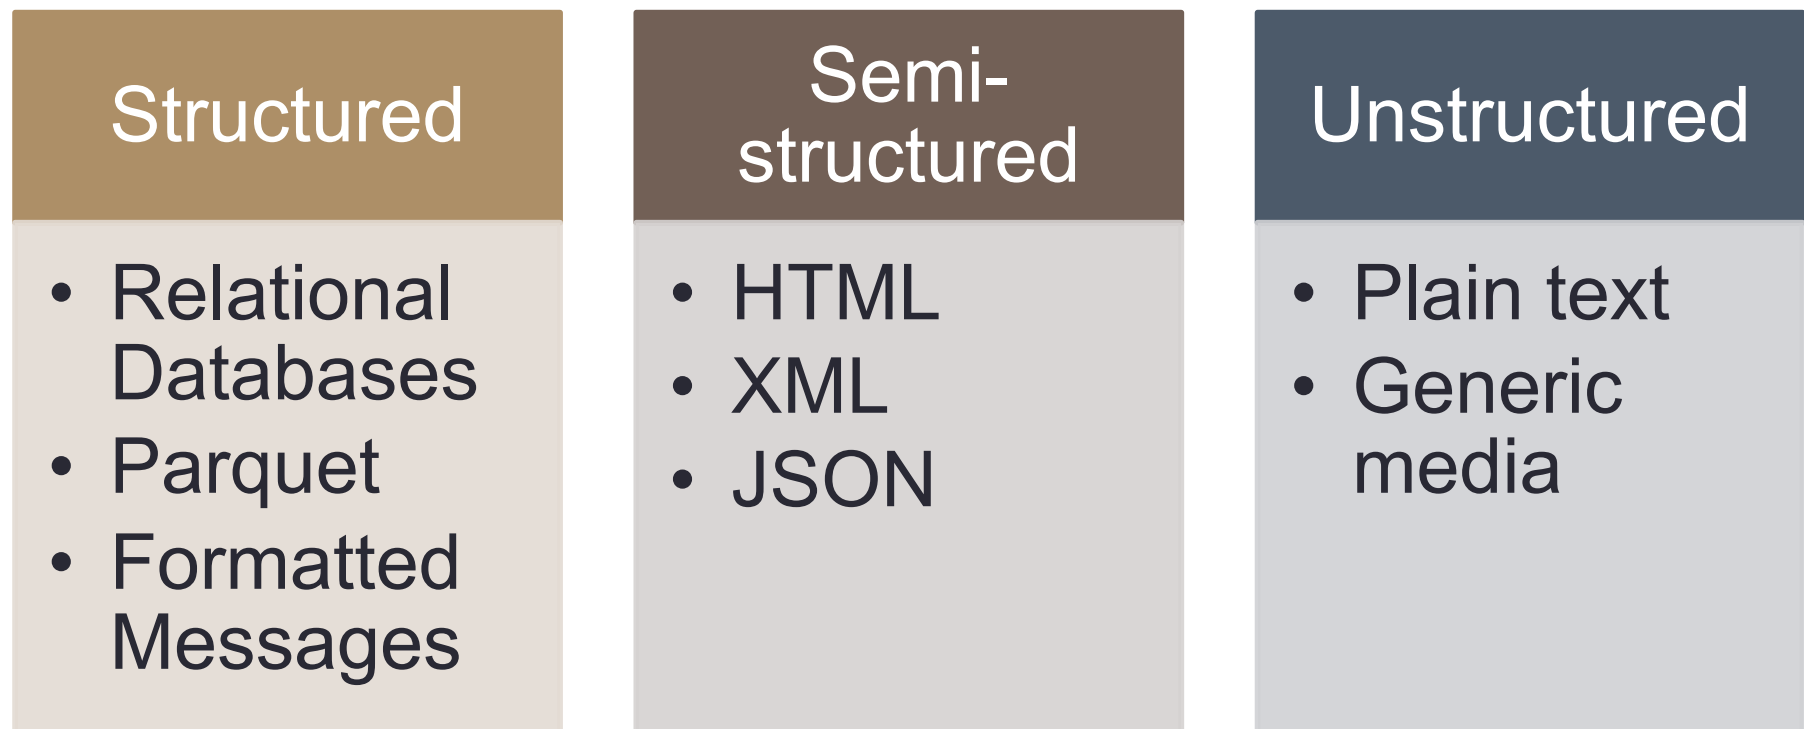 Structured
• Relational
Databases
• Parquet
• Formatted
Messages
Semi-
structured
• HTML
• XML
• JSON
Unstructured
• Plain text
• Generic
media